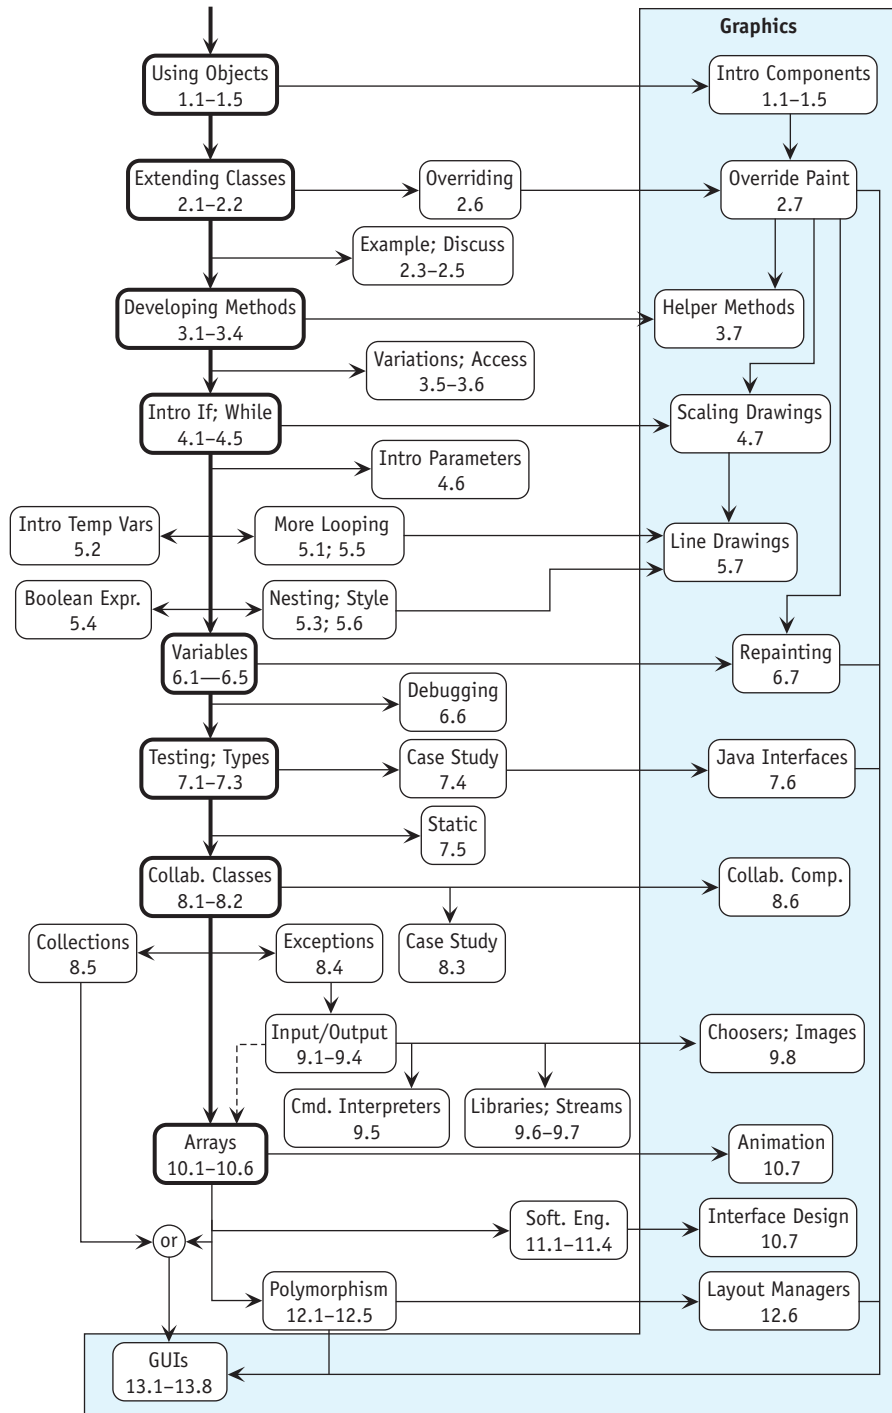 Graphics
Using Objects
1.1–1.5
Intro Components
1.1–1.5
Extending Classes
2.1–2.2
Overriding
2.6
Override Paint
2.7
Example; Discuss
2.3–2.5
Developing Methods
3.1–3.4
Helper Methods
3.7
Variations; Access
3.5–3.6
Intro If; While
4.1–4.5
Scaling Drawings
4.7
Intro Parameters
4.6
Intro Temp Vars
5.2
More Looping
5.1; 5.5
Line Drawings
5.7
Boolean Expr.
5.4
Nesting; Style
5.3; 5.6
Variables
6.1—6.5
Repainting
6.7
Debugging
6.6
Testing; Types
7.1–7.3
Case Study
7.4
Java Interfaces
7.6
Static
7.5
Collab. Classes
8.1–8.2
Collab. Comp.
8.6
Collections
8.5
Exceptions
8.4
Case Study
8.3
Input/Output
9.1–9.4
Choosers; Images
9.8
Cmd. Interpreters
9.5
Libraries; Streams
9.6–9.7
Arrays
10.1–10.6
Animation
10.7
or
Soft. Eng.
11.1–11.4
Interface Design
10.7
Polymorphism
12.1–12.5
Layout Managers
12.6
GUIs
13.1–13.8